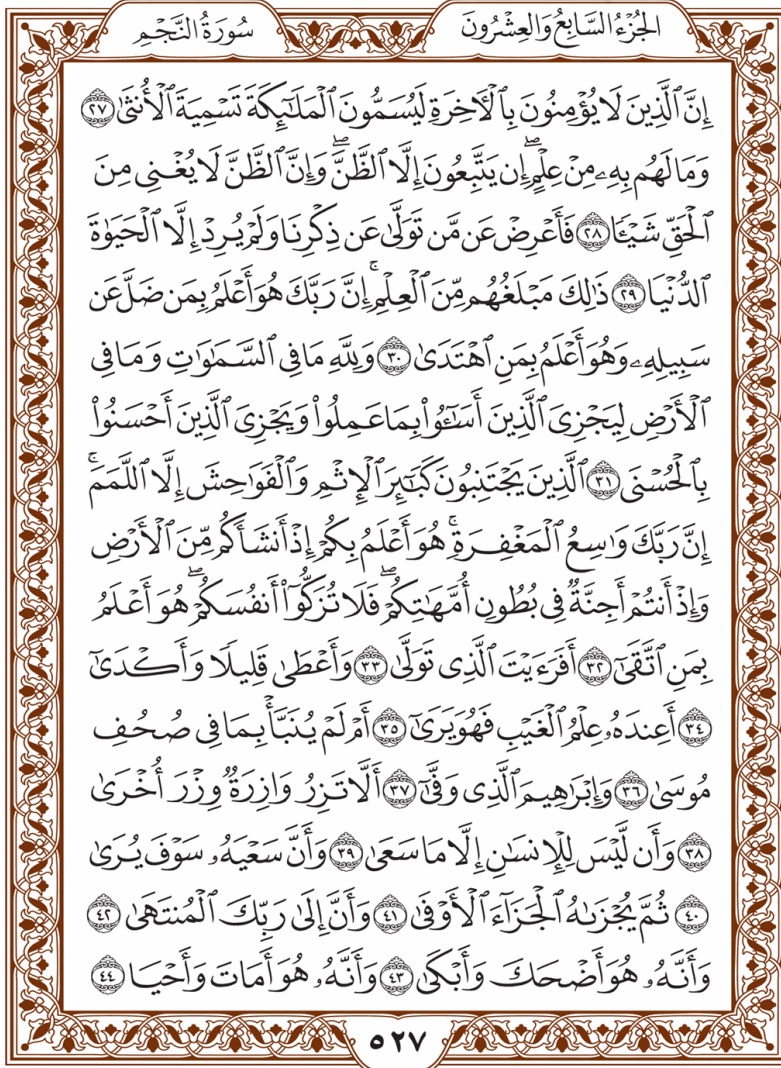 الجُزْءُ السَّابِعُ وَالعِشْرُونَ
سُورَةُ النَّجْمِ
إِنَّ ٱلَّذِينَ لَا يُؤْمِنُونَ بِٱلْأَخِرَةِ لَيُسَمُّونَ ٱلْمَلَـٰٓئِكَةَ تَسْمِيَةَ ٱلْأُنثَىٰ ٢٧
وَمَا لَهُم بِهِۦ مِنْ عِلْمٍۖ إِن يَتَّبِعُونَ إِلَّا ٱلظَّنَّۖ وَإِنَّ ٱلظَّنَّ لَا يُغْنِى مِنَ
ٱلْحَقِّ شَيْـًٔا ٢٨ فَأَعْرِضْ عَن مَّن تَوَلَّىٰ عَن ذِكْرِنَا وَلَمْ يُرِدْ إِلَّا ٱلْحَيَوٰةَ
ٱلدُّنْيَا ٢٩ ذَٰلِكَ مَبْلَغُهُم مِّنَ ٱلْعِلْمِۚ إِنَّ رَبَّكَ هُوَ أَعْلَمُ بِمَن ضَلَّ عَن
سَبِيلِهِۦ وَهُوَ أَعْلَمُ بِمَنِ ٱهْتَدَىٰ ٣٠ وَلِلَّهِ مَا فِى ٱلسَّمَـٰوَٰتِ وَمَا فِى
ٱلْأَرْضِ لِيَجْزِىَ ٱلَّذِينَ أَسَـٰٓـُٔوا۟ بِمَا عَمِلُوا۟ وَيَجْزِىَ ٱلَّذِينَ أَحْسَنُوا۟
بِٱلْحُسْنَى ٣١ ٱلَّذِينَ يَجْتَنِبُونَ كَبَـٰٓئِرَ ٱلْإِثْمِ وَٱلْفَوَٰحِشَ إِلَّا ٱللَّمَمَۚ
إِنَّ رَبَّكَ وَٰسِعُ ٱلْمَغْفِرَةِۚ هُوَ أَعْلَمُ بِكُمْ إِذْ أَنشَأَكُم مِّنَ ٱلْأَرْضِ
وَإِذْ أَنتُمْ أَجِنَّةٌ فِى بُطُونِ أُمَّهَـٰتِكُمْۖ فَلَا تُزَكُّوٓا۟ أَنفُسَكُمْۖ هُوَ أَعْلَمُ
بِمَنِ ٱتَّقَىٰٓ ٣٢ أَفَرَءَيْتَ ٱلَّذِى تَوَلَّىٰ ٣٣ وَأَعْطَىٰ قَلِيلًا وَأَكْدَىٰٓ
٣٤ أَعِندَهُۥ عِلْمُ ٱلْغَيْبِ فَهُوَ يَرَىٰٓ ٣٥ أَمْ لَمْ يُنَبَّأْ بِمَا فِى صُحُفِ
مُوسَىٰ ٣٦ وَإِبْرَٰهِيمَ ٱلَّذِى وَفَّىٰٓ ٣٧ أَلَّا تَزِرُ وَازِرَةٌ وِزْرَ أُخْرَىٰ
٣٨ وَأَن لَّيْسَ لِلْإِنسَـٰنِ إِلَّا مَا سَعَىٰ ٣٩ وَأَنَّ سَعْيَهُۥ سَوْفَ يُرَىٰ
٤٠ ثُمَّ يُجْزَىٰهُ ٱلْجَزَآءَ ٱلْأَوْفَىٰ ٤١ وَأَنَّ إِلَىٰ رَبِّكَ ٱلْمُنتَهَىٰ ٤٢
وَأَنَّهُۥ هُوَ أَضْحَكَ وَأَبْكَىٰ ٤٣ وَأَنَّهُۥ هُوَ أَمَاتَ وَأَحْيَا ٤٤
٥٢٧